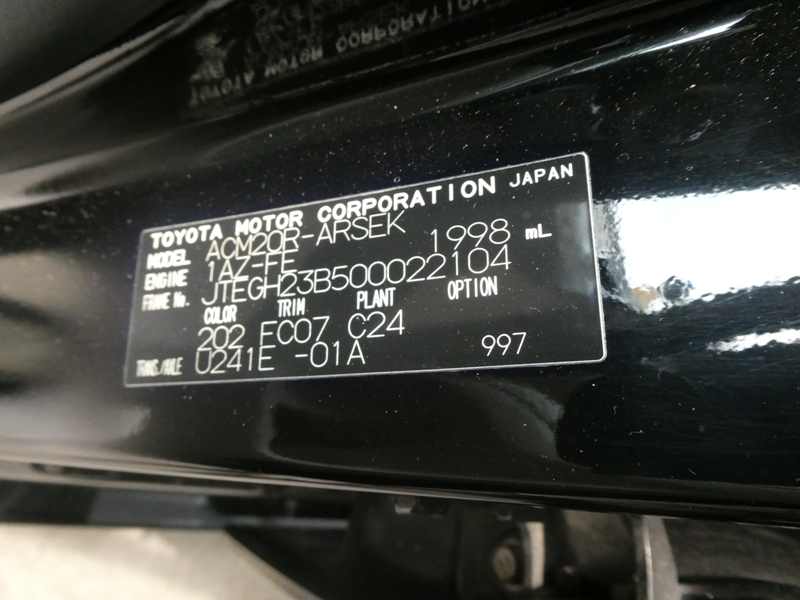 TOYOTA MOTOR CORPORATION JAPAN
MODEL ACM20R-ARSEK
ENGINE 1AZ-FE 1998 mL
FRAME No. JTEGH23B500022104
COLOR TRIM PLANT OPTION
202 EC07 C24
TRANS/AXLE U241E -01A 997